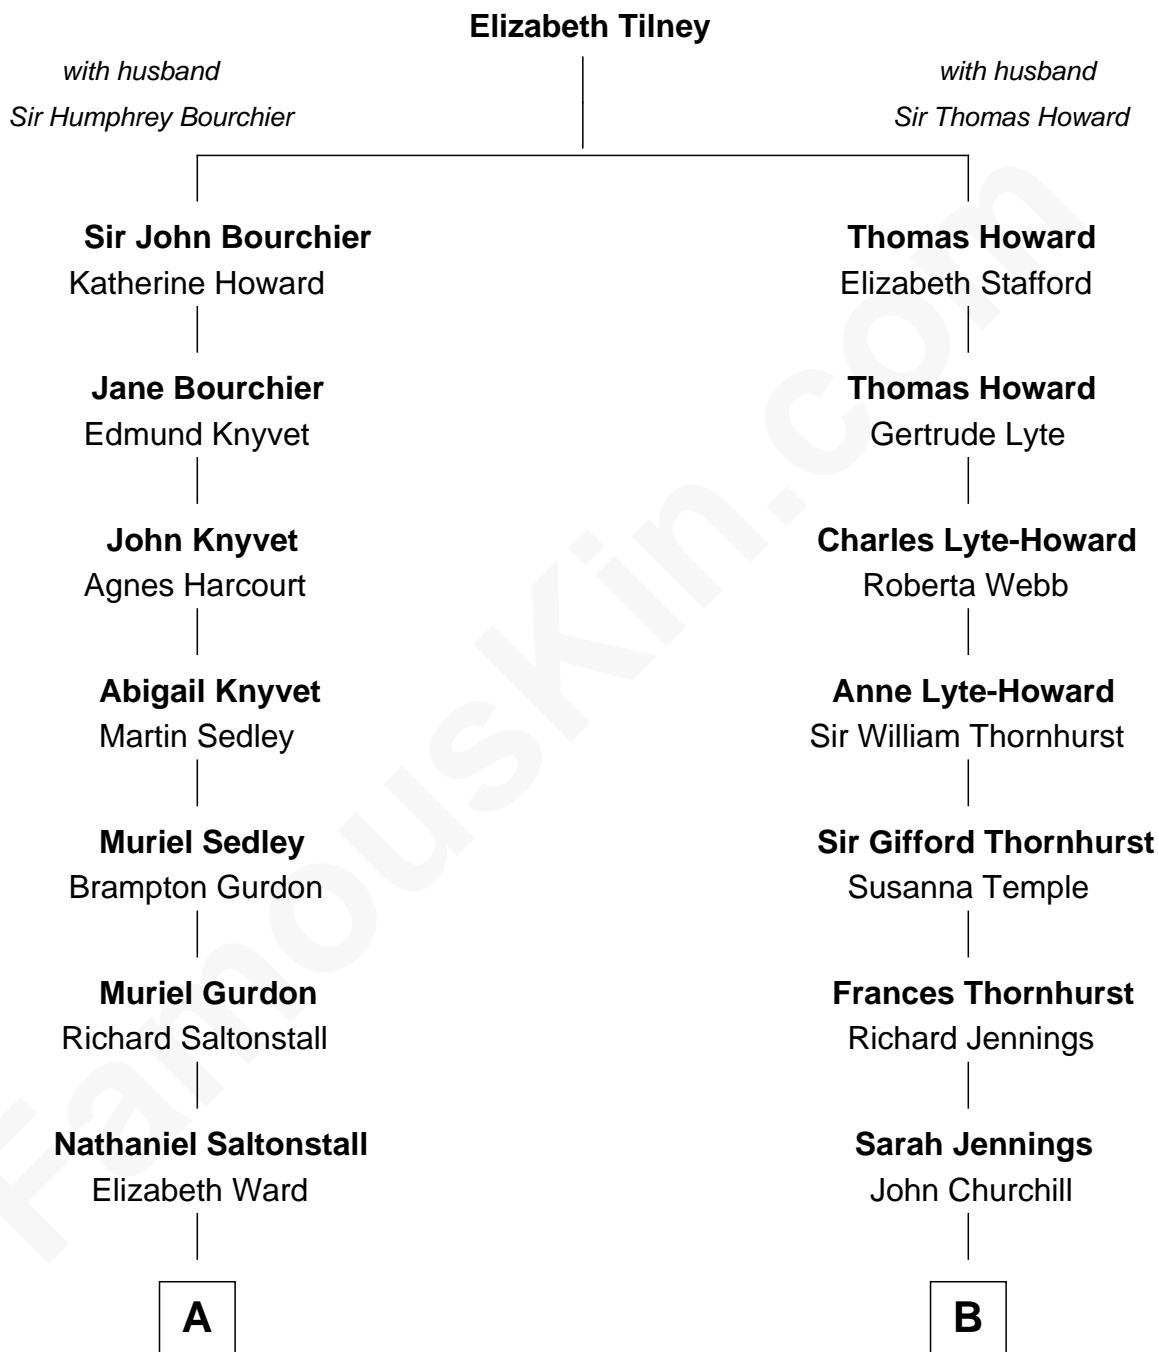 Elizabeth Tilney
with husband
Sir Humphrey Bourchier
with husband
Sir Thomas Howard
Sir John Bourchier
Katherine Howard
Thomas Howard
Elizabeth Stafford
Jane Bourchier
Edmund Knyvet
Thomas Howard
Gertrude Lyte
John Knyvet
Agnes Harcourt
Charles Lyte-Howard
Roberta Webb
Abigail Knyvet
Martin Sedley
Anne Lyte-Howard
Sir William Thornhurst
Muriel Sedley
Brampton Gurdon
Sir Gifford Thornhurst
Susanna Temple
Muriel Gurdon
Richard Saltonstall
Frances Thornhurst
Richard Jennings
Nathaniel Saltonstall
Elizabeth Ward
Sarah Jennings
John Churchill
A
B
FamousKin.com